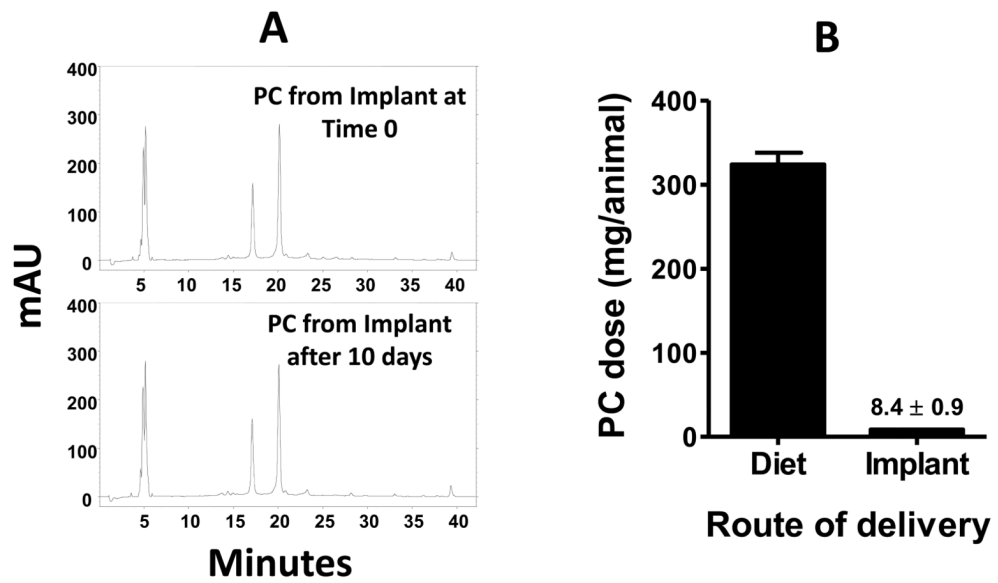 A
400
300
200
100
0
PC from Implant at
Time 0
5 10 15 20 25 30 35 40
mAU
400
300
200
100
0
PC from Implant
after 10 days
5 10 15 20 25 30 35 40
Minutes
B
PC dose (mg/animal)
400
300
200
100
0
8.4 ± 0.9
Diet Implant
Route of delivery